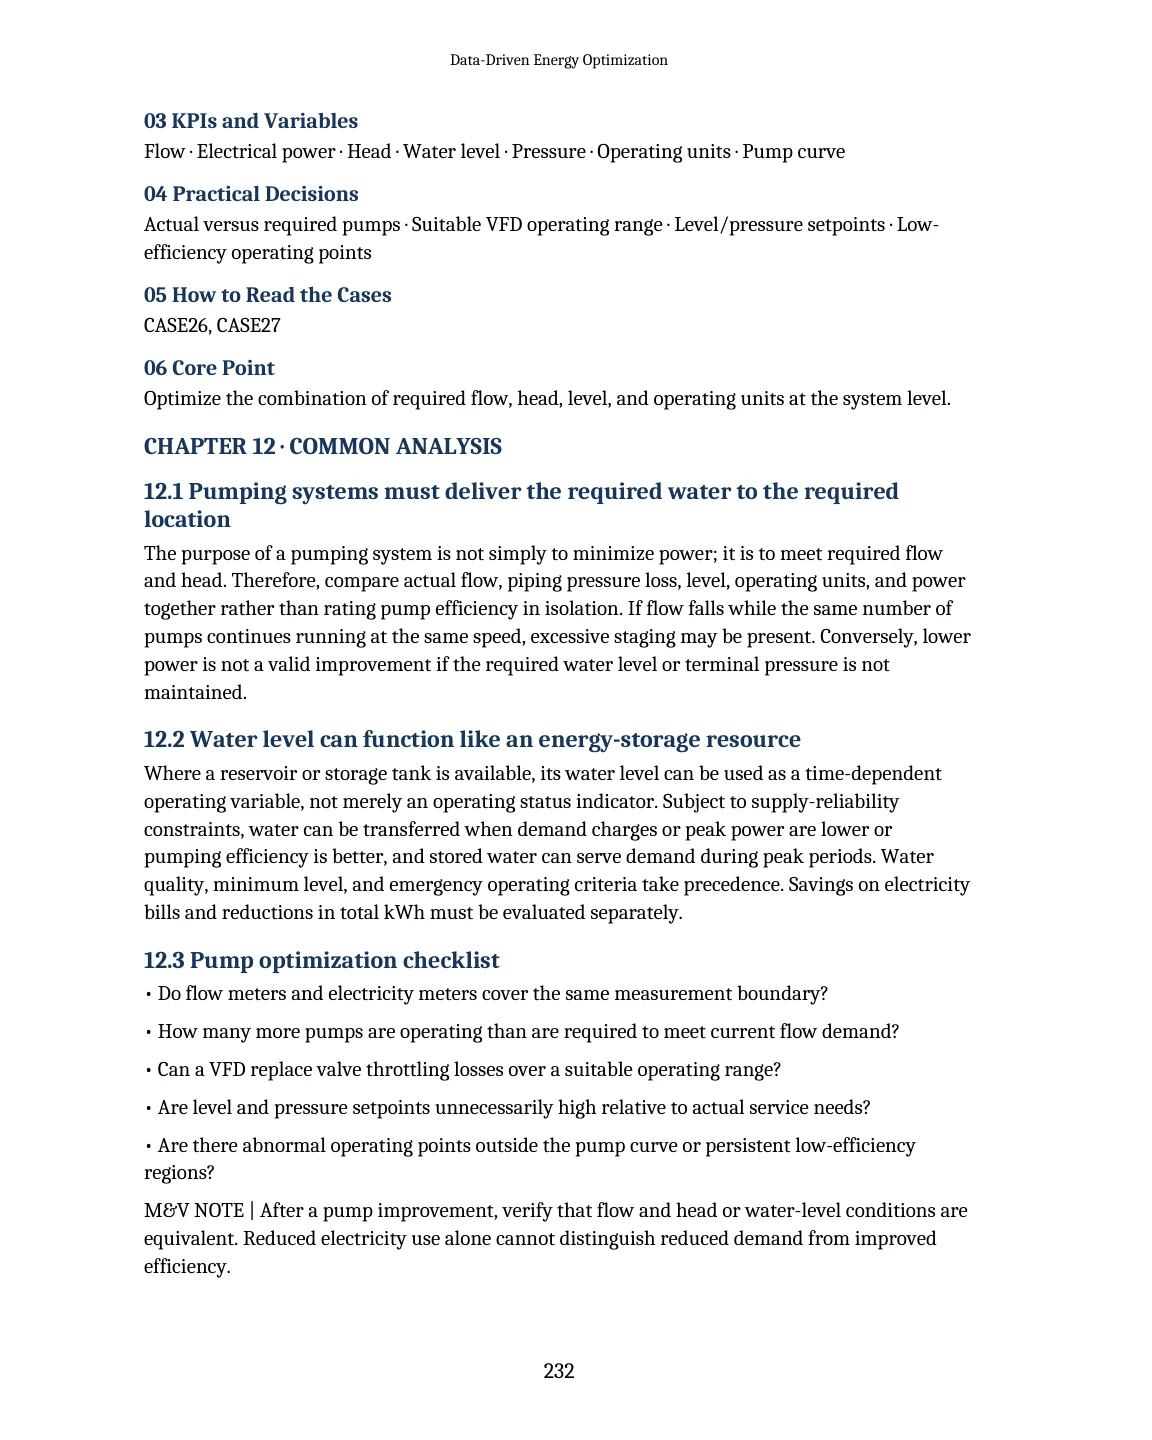 Data-Driven Energy Optimization
03 KPIs and Variables
Flow · Electrical power · Head · Water level · Pressure · Operating units · Pump curve
04 Practical Decisions
Actual versus required pumps · Suitable VFD operating range · Level/pressure setpoints · Low-
efficiency operating points
05 How to Read the Cases
CASE26, CASE27
06 Core Point
Optimize the combination of required flow, head, level, and operating units at the system level.
CHAPTER 12 · COMMON ANALYSIS
12.1 Pumping systems must deliver the required water to the required
location
The purpose of a pumping system is not simply to minimize power; it is to meet required flow
and head. Therefore, compare actual flow, piping pressure loss, level, operating units, and power
together rather than rating pump efficiency in isolation. If flow falls while the same number of
pumps continues running at the same speed, excessive staging may be present. Conversely, lower
power is not a valid improvement if the required water level or terminal pressure is not
maintained.
12.2 Water level can function like an energy-storage resource
Where a reservoir or storage tank is available, its water level can be used as a time-dependent
operating variable, not merely an operating status indicator. Subject to supply-reliability
constraints, water can be transferred when demand charges or peak power are lower or
pumping efficiency is better, and stored water can serve demand during peak periods. Water
quality, minimum level, and emergency operating criteria take precedence. Savings on electricity
bills and reductions in total kWh must be evaluated separately.
12.3 Pump optimization checklist
• Do flow meters and electricity meters cover the same measurement boundary?
• How many more pumps are operating than are required to meet current flow demand?
• Can a VFD replace valve throttling losses over a suitable operating range?
• Are level and pressure setpoints unnecessarily high relative to actual service needs?
• Are there abnormal operating points outside the pump curve or persistent low-efficiency
regions?
M&V NOTE | After a pump improvement, verify that flow and head or water-level conditions are
equivalent. Reduced electricity use alone cannot distinguish reduced demand from improved
efficiency.
232